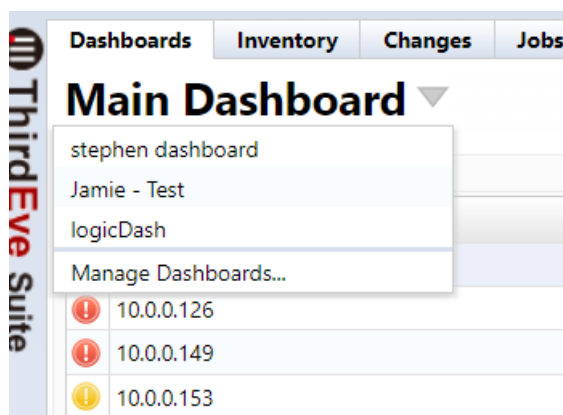 ThirdEye Suite
Dashboards Inventory Changes Jobs
Main Dashboard
stephen dashboard
Jamie - Test
logicDash
Manage Dashboards...
10.0.0.126
10.0.0.149
10.0.0.153